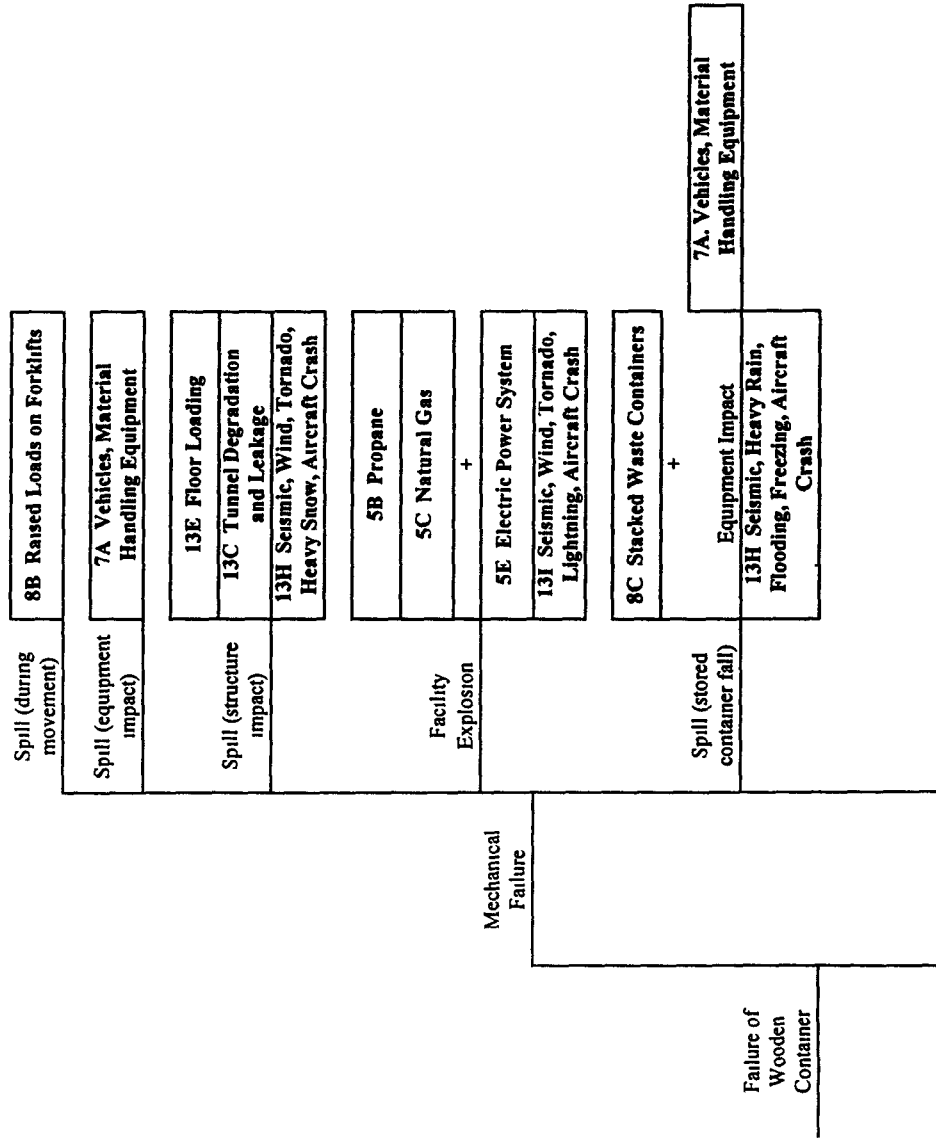 Spill (during
movement)
8B Raised Loads on Forklifts
Spill (equipment
impact)
7A Vehicles, Material
Handling Equipment
Spill (structure
impact)
13E Floor Loading
13C Tunnel Degradation
and Leakage
13H Seismic, Wind, Tornado,
Heavy Snow, Aircraft Crash
Facility
Explosion
5B Propane
5C Natural Gas
+
5E Electric Power System
13I Seismic, Wind, Tornado,
Lightning, Aircraft Crash
Mechanical
Failure
Spill (stored
container fall)
8C Stacked Waste Containers
+
Equipment Impact
13H Seismic, Heavy Rain,
Flooding, Freezing, Aircraft
Crash
7A. Vehicles, Material
Handling Equipment
Failure of
Wooden
Container